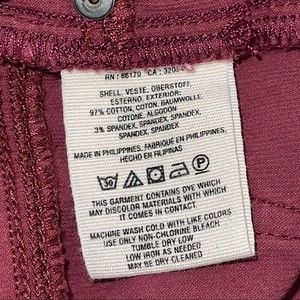 RN : 66170 CA : 320
SHELL, VESTE, OBERSTOFF,
ESTERNO, EXTERIOR:
97% COTTON, COTON, BAUMWOLLE,
COTONE, ALGODON
3% SPANDEX, SPANDEX, SPANDEX,
SPANDEX, SPANDEX
MADE IN PHILIPPINES, FABRIQUÉ EN PHILIPPINES
HECHO EN FILIPINAS
30
P
THIS GARMENT CONTAINS DYE WHICH
MAY DISCOLOR MATERIALS WITH WHICH
IT COMES IN CONTACT
MACHINE WASH COLD WITH LIKE COLORS
USE ONLY NON-CHLORINE BLEACH
TUMBLE DRY LOW
LOW IRON AS NEEDED
MAY BE DRY CLEANED